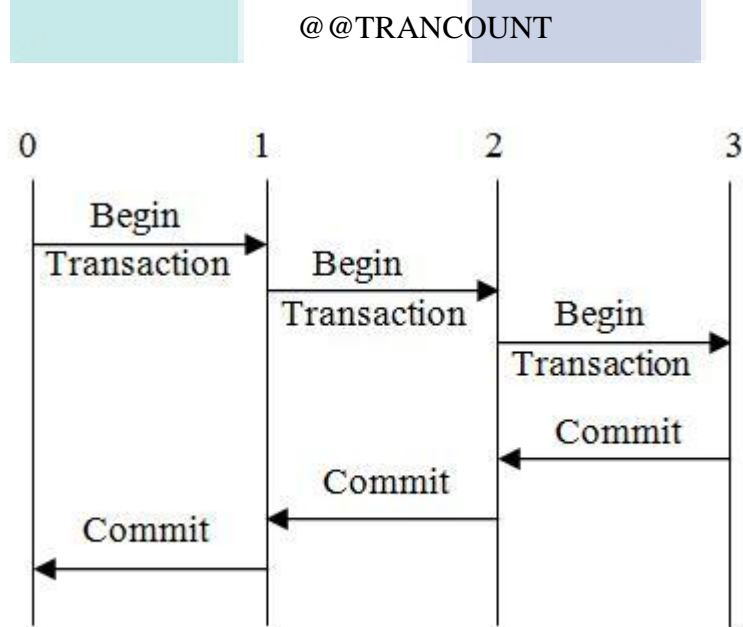 @@TRANCOUNT
0 1 2 3
Begin
Transaction
Begin
Transaction
Begin
Transaction
Commit
Commit
Commit